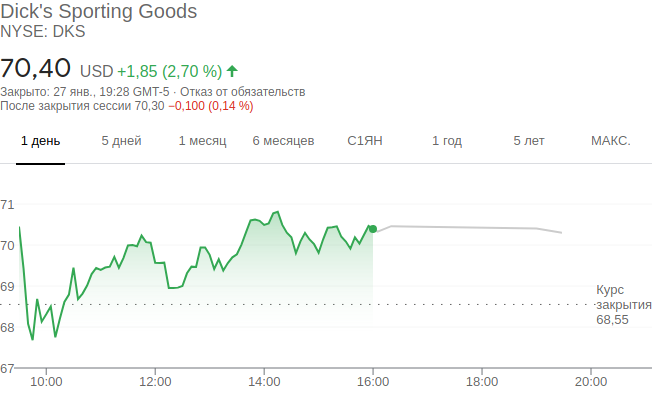 Dick's Sporting Goods
NYSE: DKS
70,40 USD +1,85 (2,70 %)
Закрыто: 27 янв., 19:28 GMT-5 · Отказ от обязательств
После закрытия сессии 70,30 −0,100 (0,14 %)
1 день 5 дней 1 месяц 6 месяцев С1ЯН 1 год 5 лет МАКС.
71
70
69
68
67
Курс
закрытия
68,55
10:00 12:00 14:00 16:00 18:00 20:00